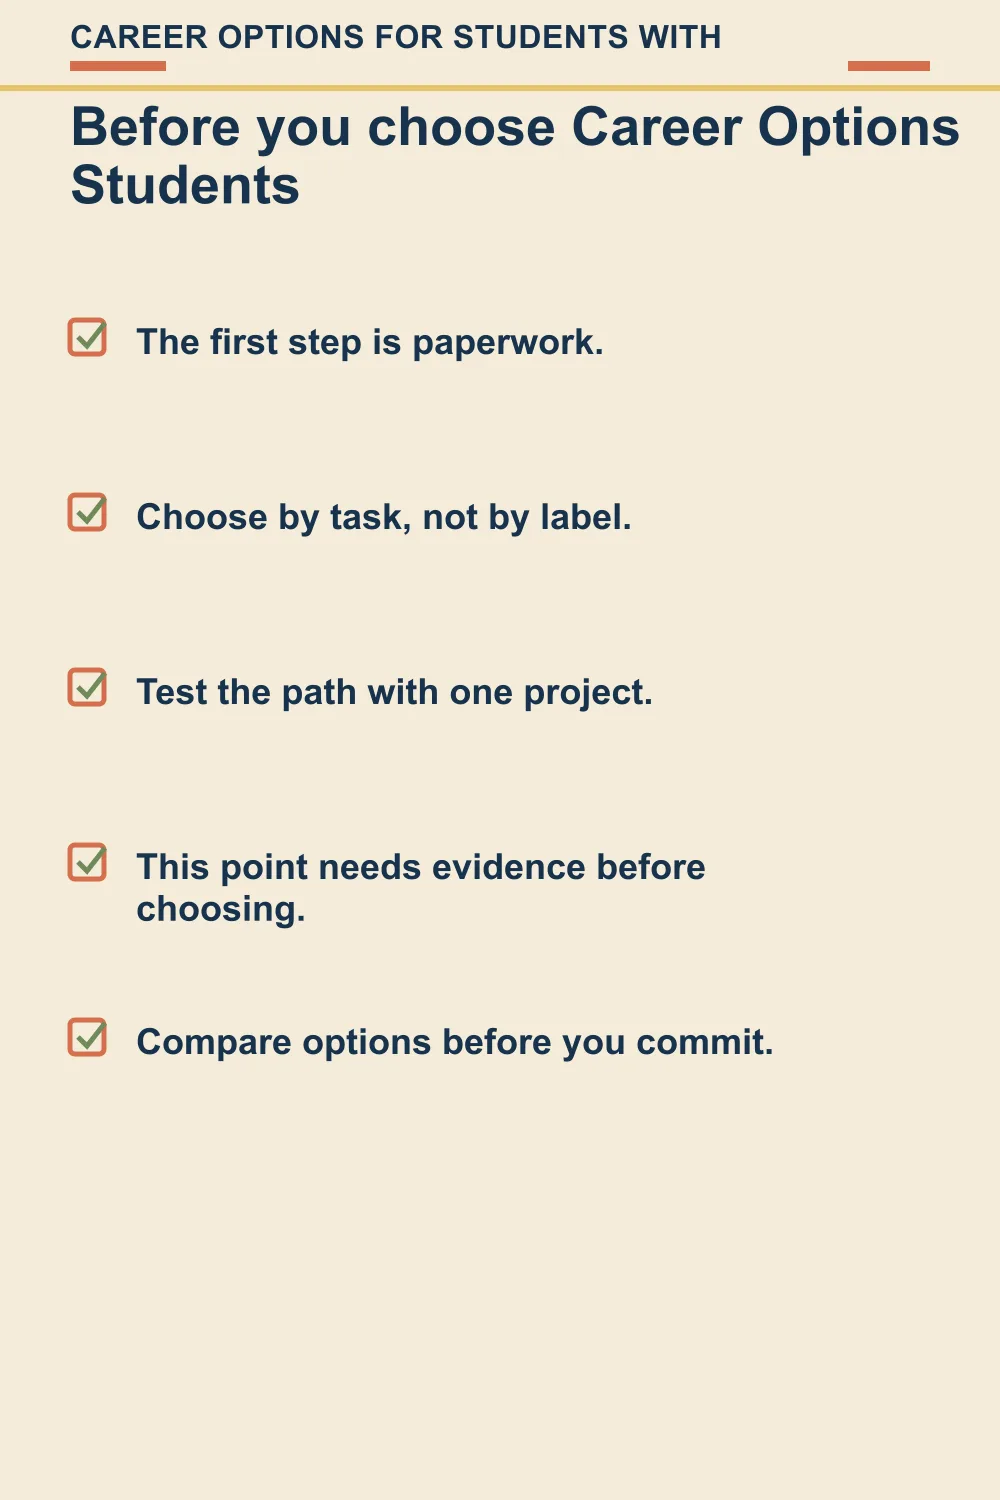 CAREER OPTIONS FOR STUDENTS WITH
Before you choose Career Options
Students
The first step is paperwork.
Choose by task, not by label.
Test the path with one project.
This point needs evidence before
choosing.
Compare options before you commit.